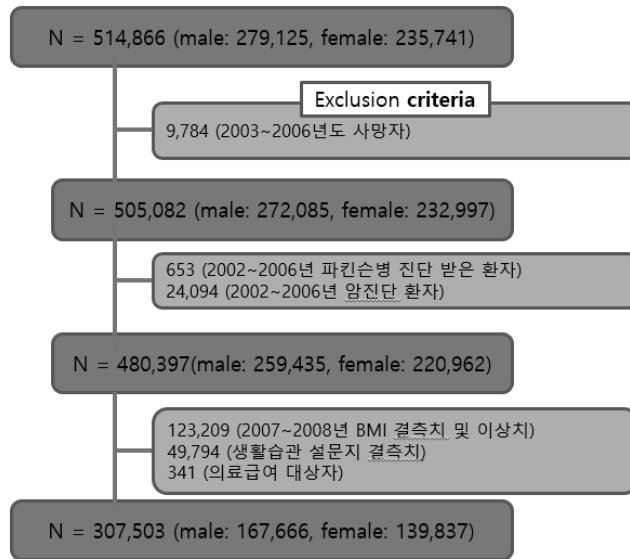 N = 514,866 (male: 279,125, female: 235,741)
Exclusion criteria
9,784 (2003~2006년도 사망자)
N = 505,082 (male: 272,085, female: 232,997)
653 (2002~2006년 파킨슨병 진단 받은 환자)
24,094 (2002~2006년 암진단 환자)
N = 480,397(male: 259,435, female: 220,962)
123,209 (2007~2008년 BMI 결측치 및 이상치)
49,794 (생활습관 설문지 결측치)
341 (의료급여 대상자)
N = 307,503 (male: 167,666, female: 139,837)